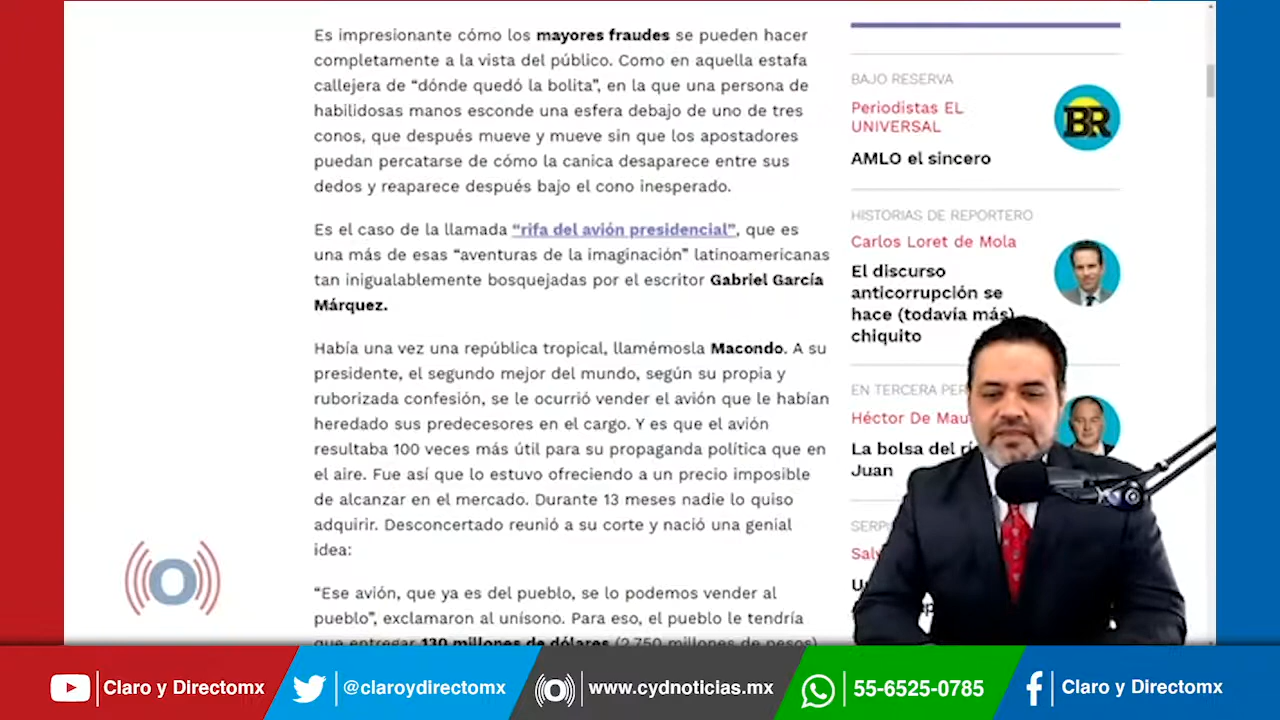 Es impresionante cómo los mayores fraudes se pueden hacer
completamente a la vista del público. Como en aquella estafa
callejera de “dónde quedó la bolita”, en la que una persona de
habilidosas manos esconde una esfera debajo de uno de tres
conos, que después mueve y mueve sin que los apostadores
puedan percatarse de cómo la canica desaparece entre sus
dedos y reaparece después bajo el cono inesperado.
Es el caso de la llamada “rifa del avión presidencial”, que es
una más de esas “aventuras de la imaginación” latinoamericanas
tan inigualablemente bosquejadas por el escritor Gabriel García
Márquez.
Había una vez una república tropical, llamémosla Macondo. A su
presidente, el segundo mejor del mundo, según su propia y
ruborizada confesión, se le ocurrió vender el avión que le habían
heredado sus predecesores en el cargo. Y es que el avión
resultaba 100 veces más útil para su propaganda política que en
el aire. Fue así que lo estuvo ofreciendo a un precio imposible
de alcanzar en el mercado. Durante 13 meses nadie lo quiso
adquirir. Desconcertado reunió a su corte y nació una genial
idea:
“Ese avión, que ya es del pueblo, se lo podemos vender al
pueblo”, exclamaron al unísono. Para eso, el pueblo le tendría
que entregar 130 millones de dólares (2,750 millones de pesos)
BAJO RESERVA
Periodistas EL
UNIVERSAL
AMLO el sincero
BR
HISTORIAS DE REPORTERO
Carlos Loret de Mola
El discurso
anticorrupción se
hace (todavía más)
chiquito
EN TERCERA
Héctor De
La bolsa del
Juan
O
Claro y Directomx
@claroydirectomx
www.cydnoticias.mx
55-6525-0785
Claro y Directomx